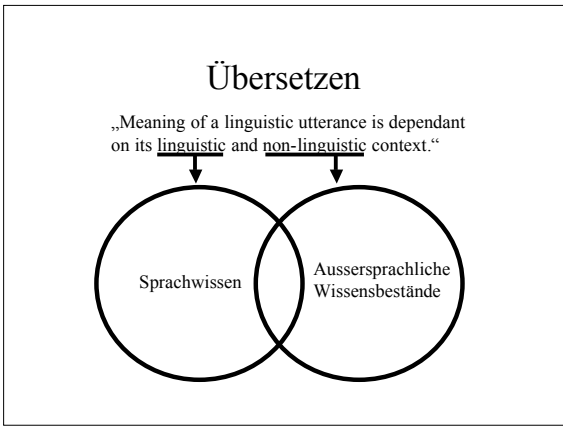 Übersetzen
„Meaning of a linguistic utterance is dependant
on its linguistic and non-linguistic context.“
Sprachwissen
Aussersprachliche
Wissensbestände